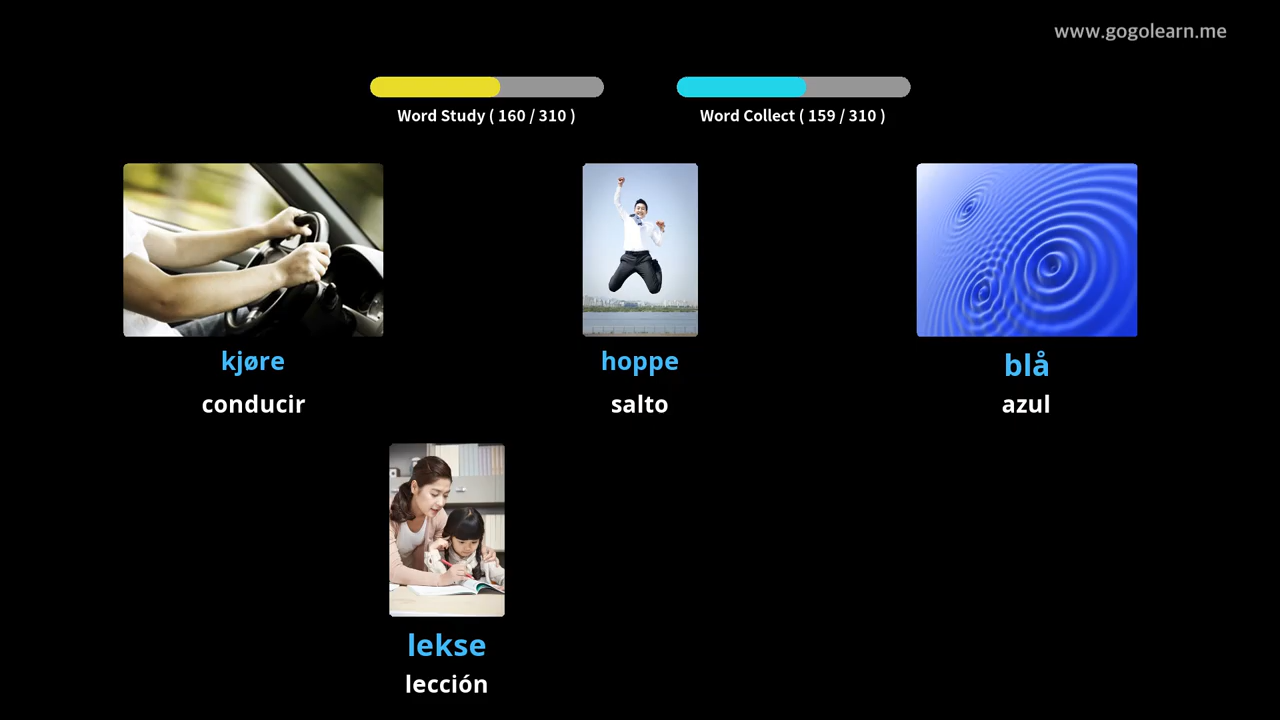 www.gogolearn.me
Word Study ( 160 / 310 )
Word Collect ( 159 / 310 )
kjøre
hoppe
blå
conducir
salto
azul
lekse
lección